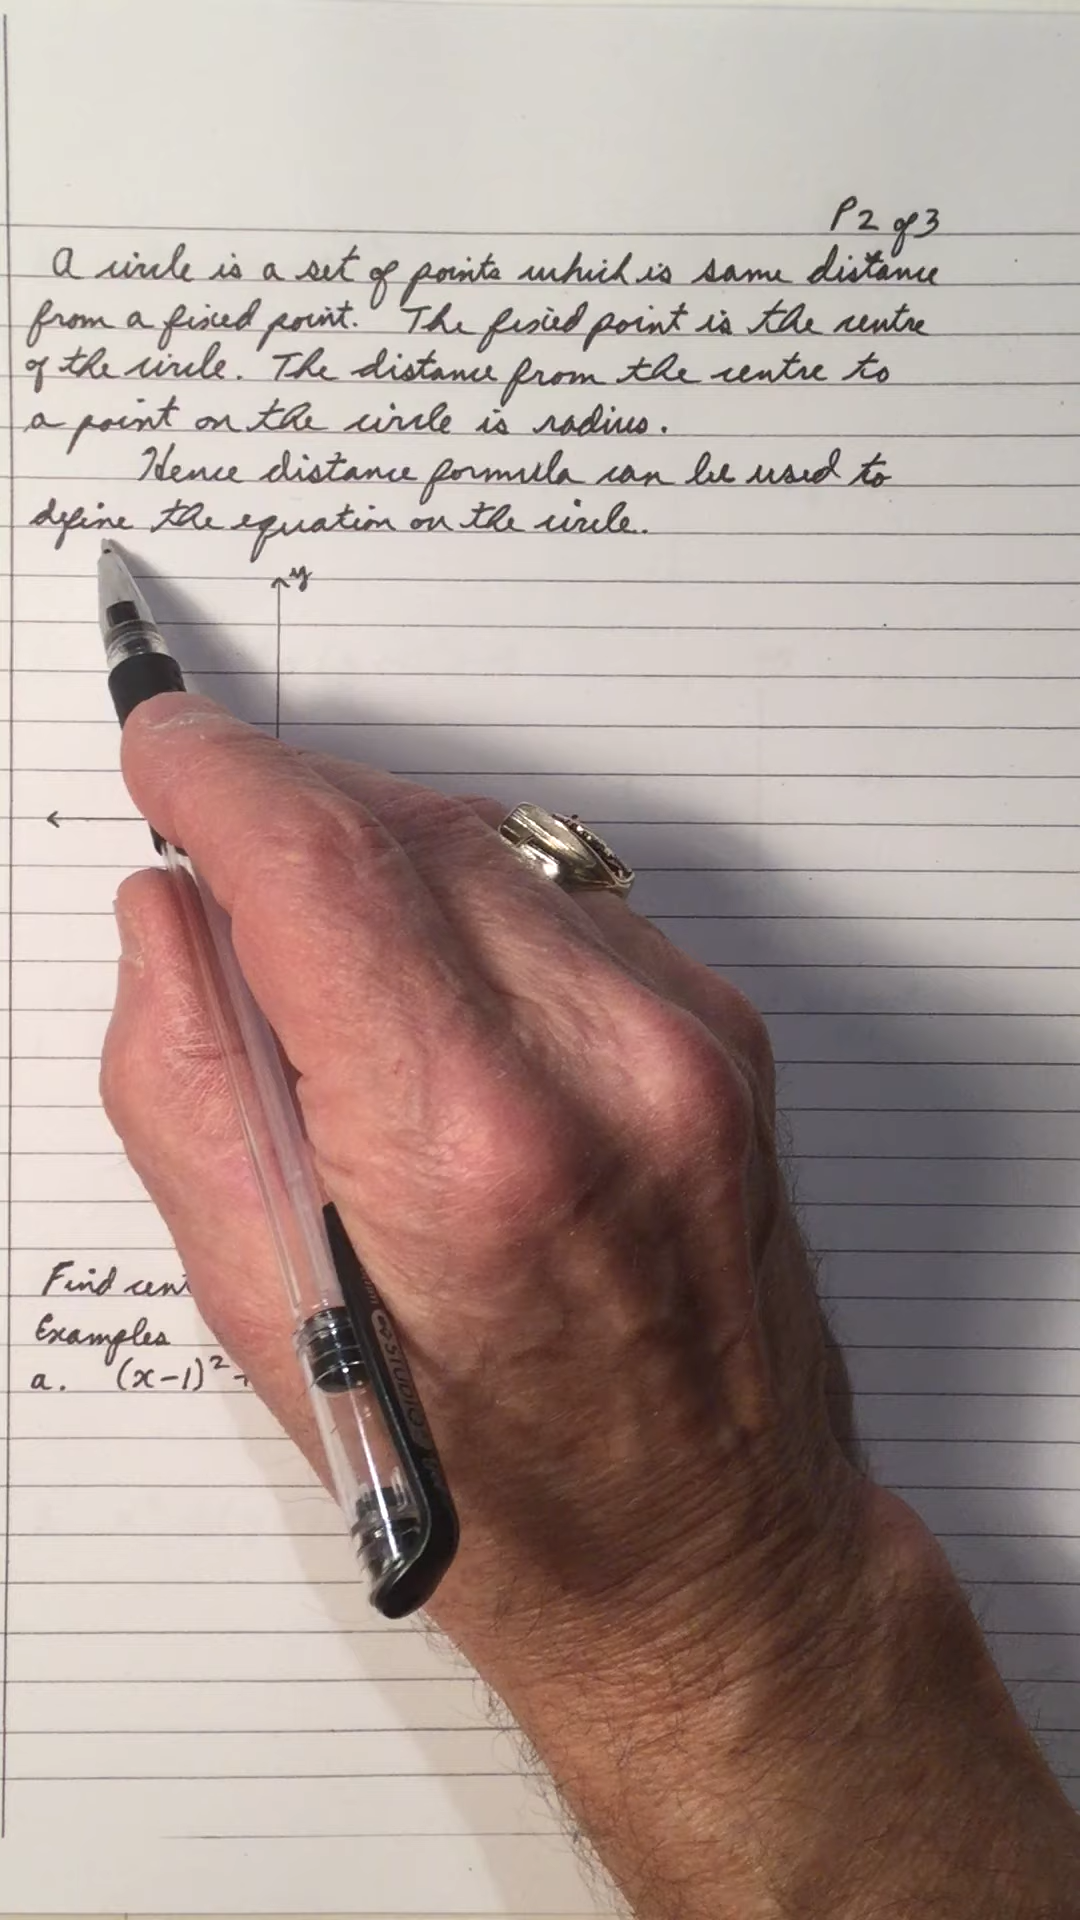 P2 of 3
A circle is a set of points which is same distance
from a fixed point. The fixed point is the centre
of the circle. The distance from the centre to
a point on the circle is radius.
Hence distance formula can be used to
define the equation on the circle.
y
Find cent
Examples
a. (x-1)²+
STUDIO